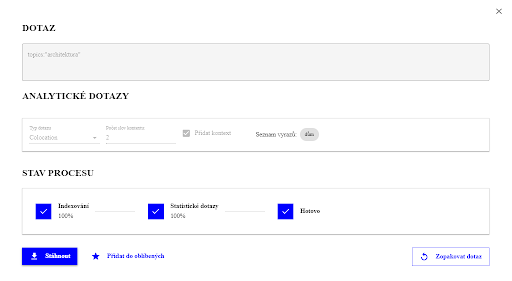 DOTAZ
topics:"architektura"
ANALYTICKÉ DOTAZY
Typ dotazu
Colocation
Počet slov kontextu
2
Přidat kontext
Seznam výrazů: dům
STAV PROCESU
Indexování
100%
Statistické dotazy
100%
Hotovo
Stáhnout
Přidat do oblíbených
Zopakovat dotaz